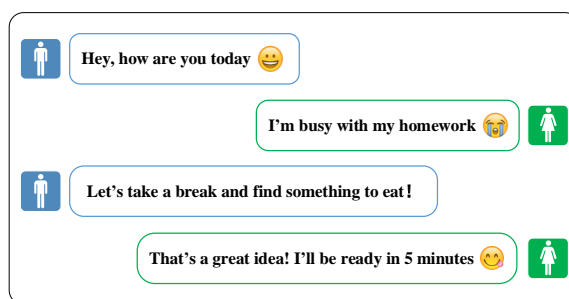 Hey, how are you today 😀
I'm busy with my homework 😭
Let's take a break and find something to eat!
That's a great idea! I'll be ready in 5 minutes 😋